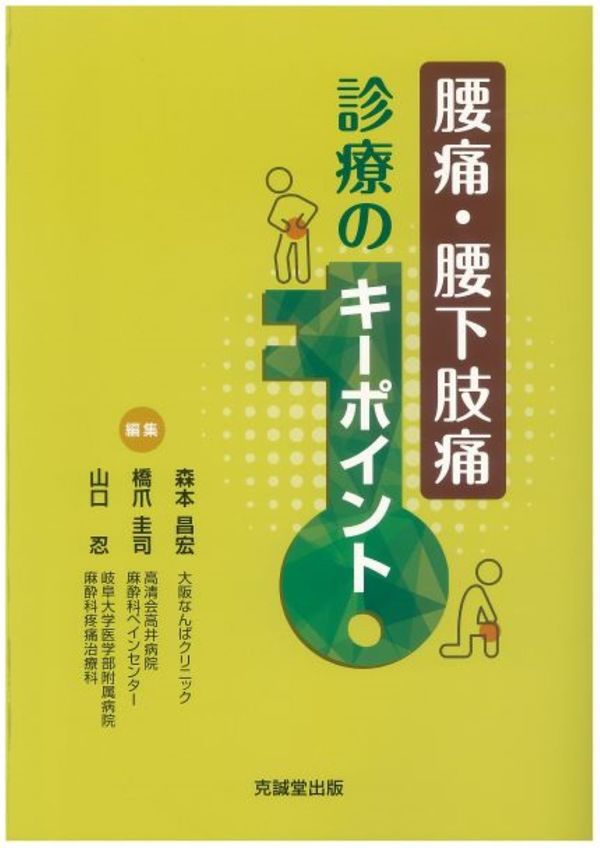 腰痛・腰下肢痛
診療の
キーポイント
編集
森本 昌宏
大阪なんばクリニック
橋爪 圭司
高清会高井病院
麻酔科ペインセンター
山口 忍
岐阜大学医学部附属病院
麻酔科疼痛治療科
克誠堂出版